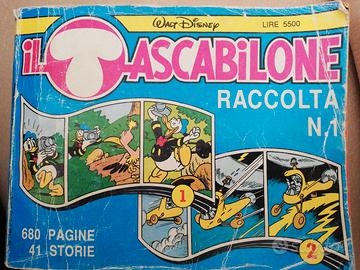 WALT DISNEY
LIRE 5500
iL TASCABILONE
RACCOLTA
N.1
1
680 PAGINE
41 STORIE
2